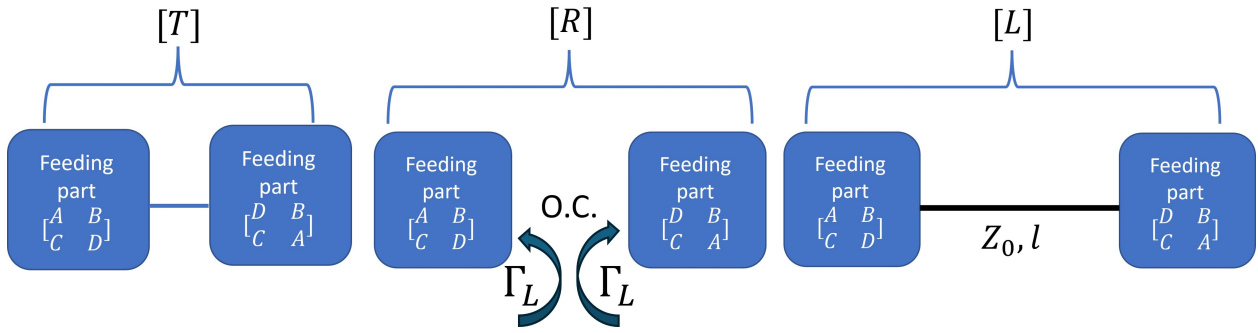 [T]
[R]
[L]
Feeding
part
[A B
C D]
Feeding
part
[D B
C A]
Feeding
part
[A B
C D]
O.C.
Γ_L
Γ_L
Feeding
part
[D B
C A]
Feeding
part
[A B
C D]
Z_0, l
Feeding
part
[D B
C A]